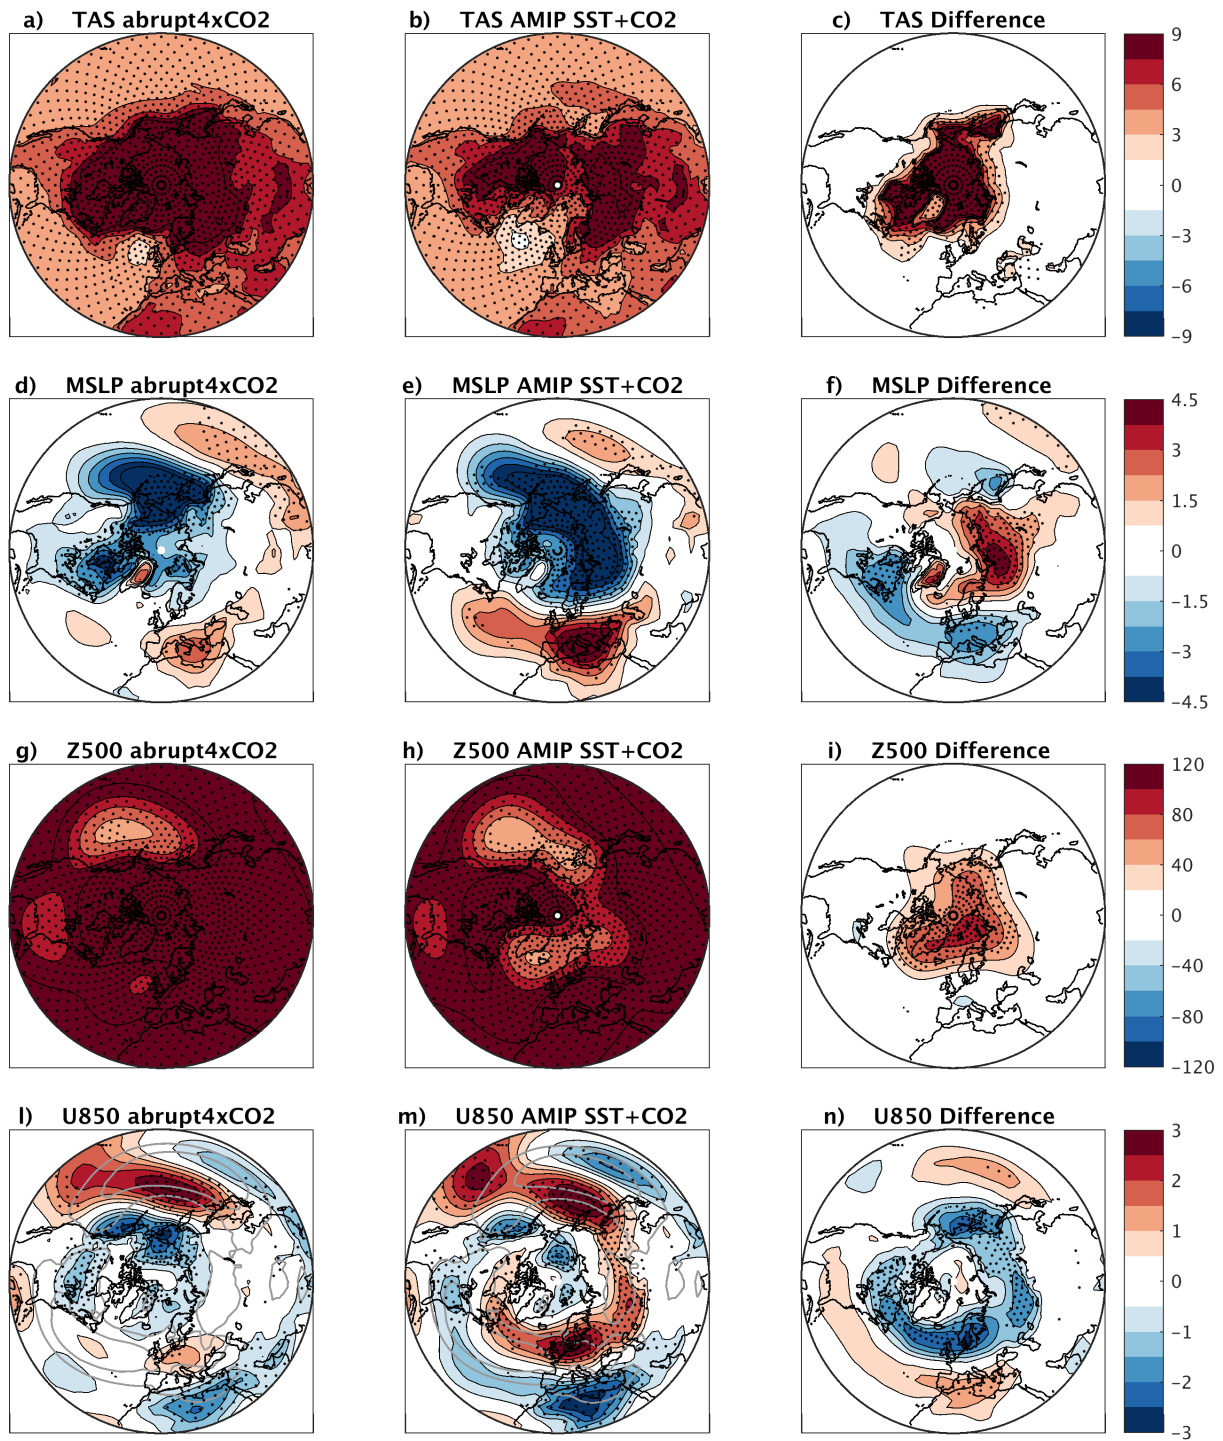 a) TAS abrupt4xCO2
b) TAS AMIP SST+CO2
c) TAS Difference
9
6
3
0
−3
−6
−9
d) MSLP abrupt4xCO2
e) MSLP AMIP SST+CO2
f) MSLP Difference
4.5
3
1.5
0
−1.5
−3
−4.5
g) Z500 abrupt4xCO2
h) Z500 AMIP SST+CO2
i) Z500 Difference
120
80
40
0
−40
−80
−120
l) U850 abrupt4xCO2
m) U850 AMIP SST+CO2
n) U850 Difference
3
2
1
0
−1
−2
−3